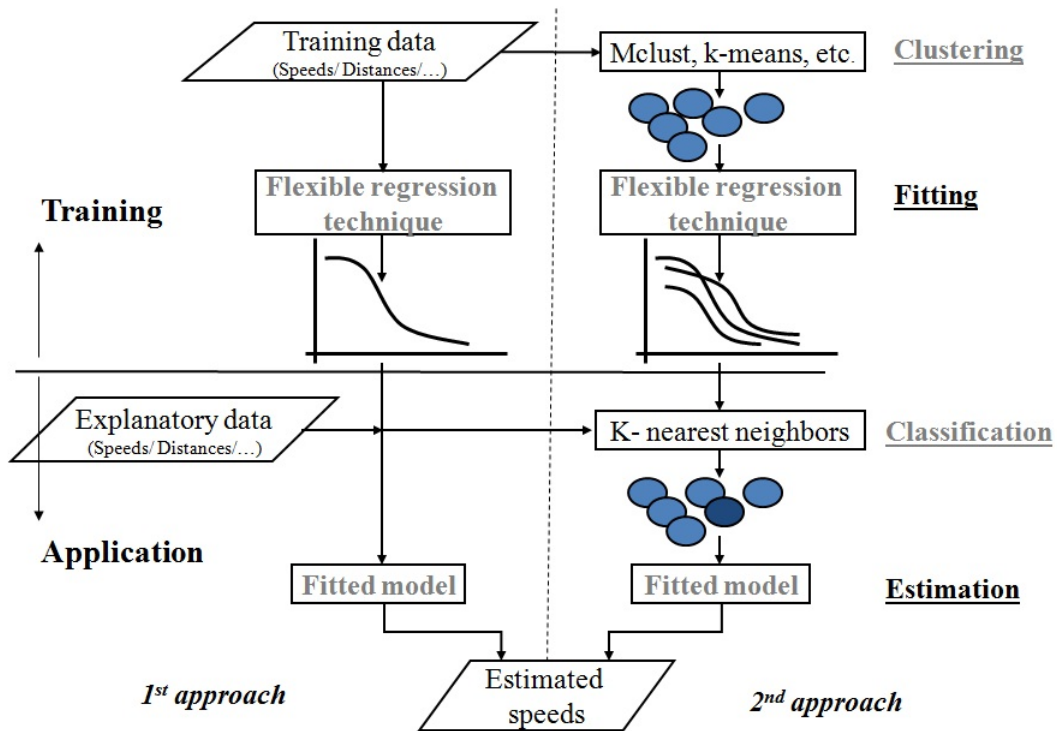 Training data
(Speeds/ Distances/...)
Mclust, k-means, etc.
Clustering
Flexible regression
technique
Flexible regression
technique
Fitting
Training
Explanatory data
(Speeds/ Distances/...)
K- nearest neighbors
Classification
Application
Fitted model
Fitted model
Estimation
Estimated
speeds
1st approach
2nd approach